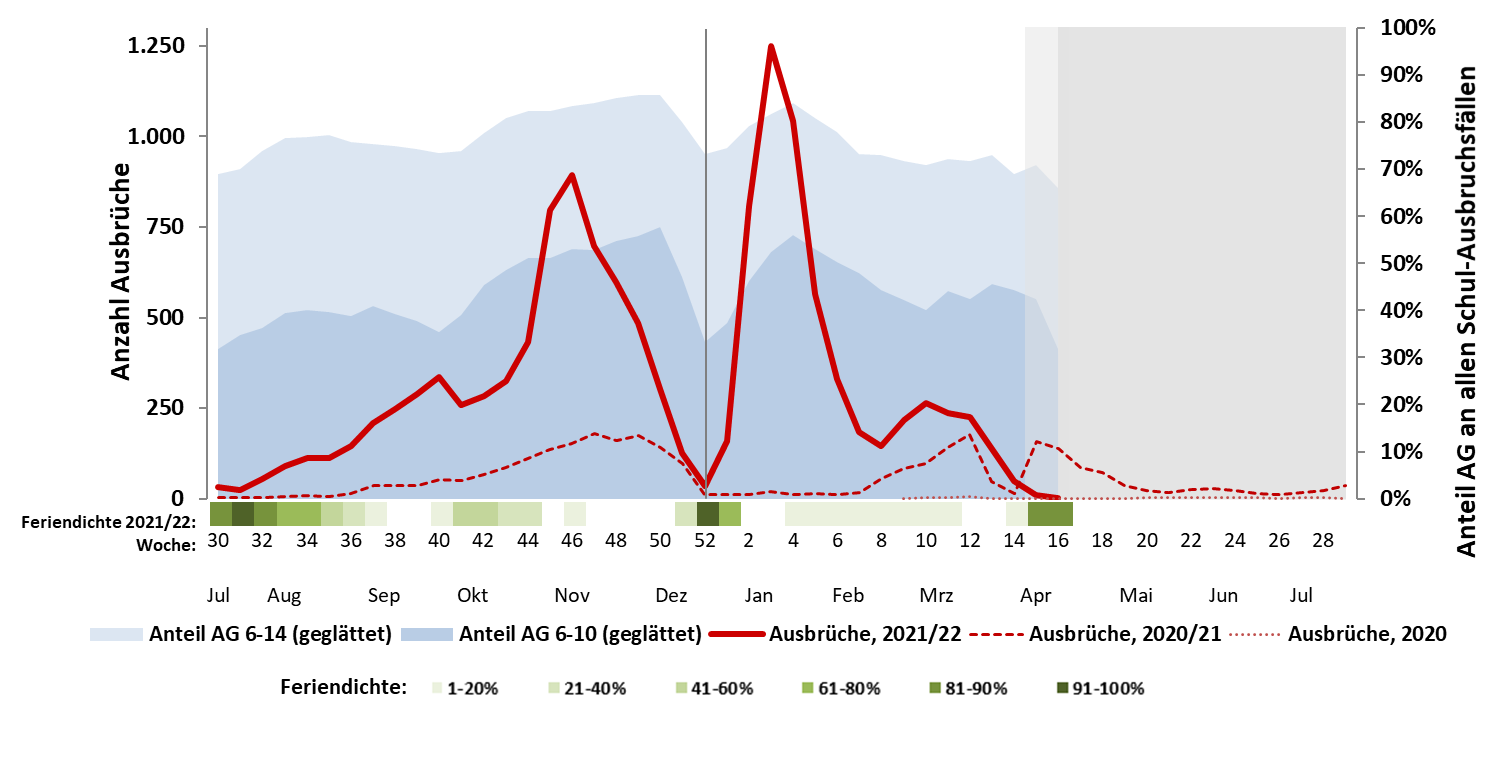 Anzahl Ausbrüche
1.250
1.000
750
500
250
0
100%
90%
80%
70%
60%
50%
40%
30%
20%
10%
0%
Anteil AG an allen Schul-Ausbruchsfällen
Feriendichte 2021/22:
Woche: 30 32 34 36 38 40 42 44 46 48 50 52 2 4 6 8 10 12 14 16 18 20 22 24 26 28
Jul Aug Sep Okt Nov Dez Jan Feb Mrz Apr Mai Jun Jul
Anteil AG 6-14 (geglättet) Anteil AG 6-10 (geglättet) Ausbrüche, 2021/22 Ausbrüche, 2020/21 Ausbrüche, 2020
Feriendichte: 1-20% 21-40% 41-60% 61-80% 81-90% 91-100%